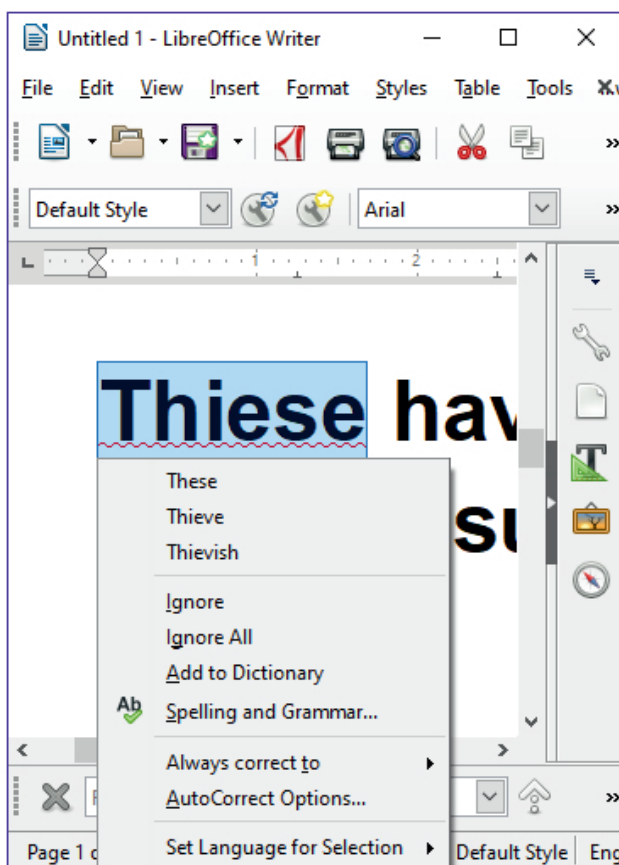 Untitled 1 - LibreOffice Writer
File Edit View Insert Format Styles Table Tools
Default Style Arial
1 2
Thiese hav
su
These
Thieve
Thievish
Ignore
Ignore All
Add to Dictionary
Spelling and Grammar...
Always correct to
AutoCorrect Options...
Set Language for Selection
Page 1 Default Style Eng